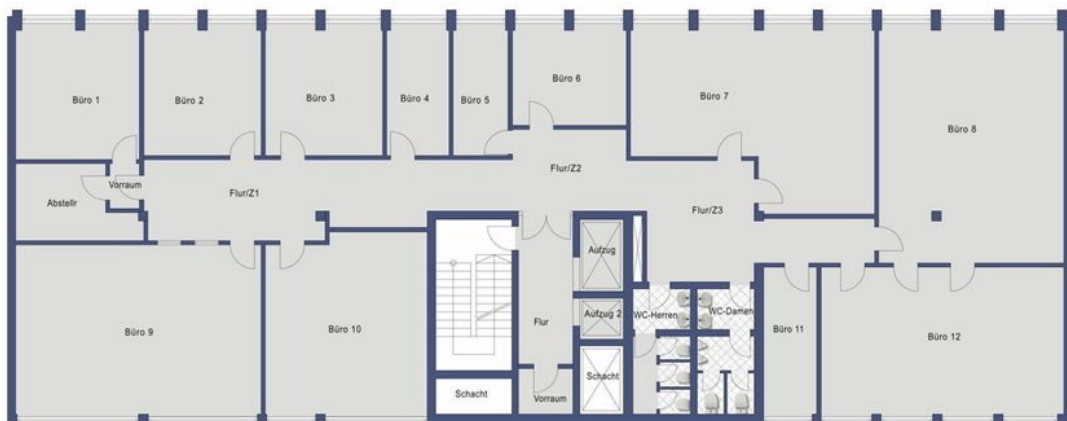 Büro 1
Büro 2
Büro 3
Büro 4
Büro 5
Büro 6
Büro 7
Büro 8
Abstellr
Vorraum
Flur/Z1
Flur/Z2
Flur/Z3
Aufzug
Aufzug 2
Flur
Büro 9
Büro 10
WC-Herren
WC-Damen
Büro 11
Büro 12
Schacht
Vorraum
Schacht